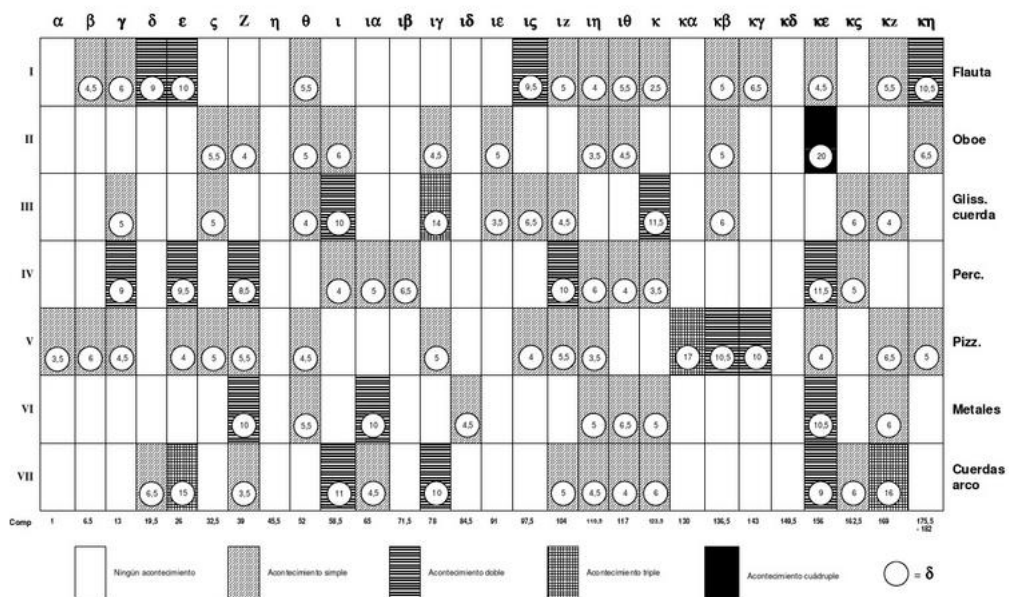 α β γ δ ε ς Z η θ ι ια ιβ ιγ ιδ ιε ις ιz ιη ιθ κ κα κβ κγ κδ κε κς κz κη
I 4,5 6 9 10 5,5 9,5 5 4 5,5 2,5 5 6,5 4,5 5,5 10,5 Flauta
II 5,5 4 5 6 4,5 5 3,5 4,5 5 20 6,5 Oboe
III 5 5 4 10 14 3,5 6,5 4,5 11,5 6 6 4 Gliss.
cuerda
IV 9 9,5 8,5 4 5 6,5 10 6 4 3,5 11,5 5 Perc.
V 3,5 6 4,5 4 5 5,5 4,5 5 4 5,5 3,5 17 10,5 10 4 6,5 5 Pizz.
VI 10 5,5 10 4,5 5 6,5 5 10,5 6 Metales
VII 6,5 15 3,5 11 4,5 10 5 4,5 4 6 9 6 16 Cuerdas
arco
Comp 1 6.5 13 19,5 26 32,5 39 45,5 52 58,5 65 71,5 78 84,5 91 97,5 104 110,5 117 123,5 130 136,5 143 149,5 156 162,5 169 175,5
- 182
Ningún acontecimiento
Acontecimiento simple
Acontecimiento doble
Acontecimiento triple
Acontecimiento cuádruple
= δ